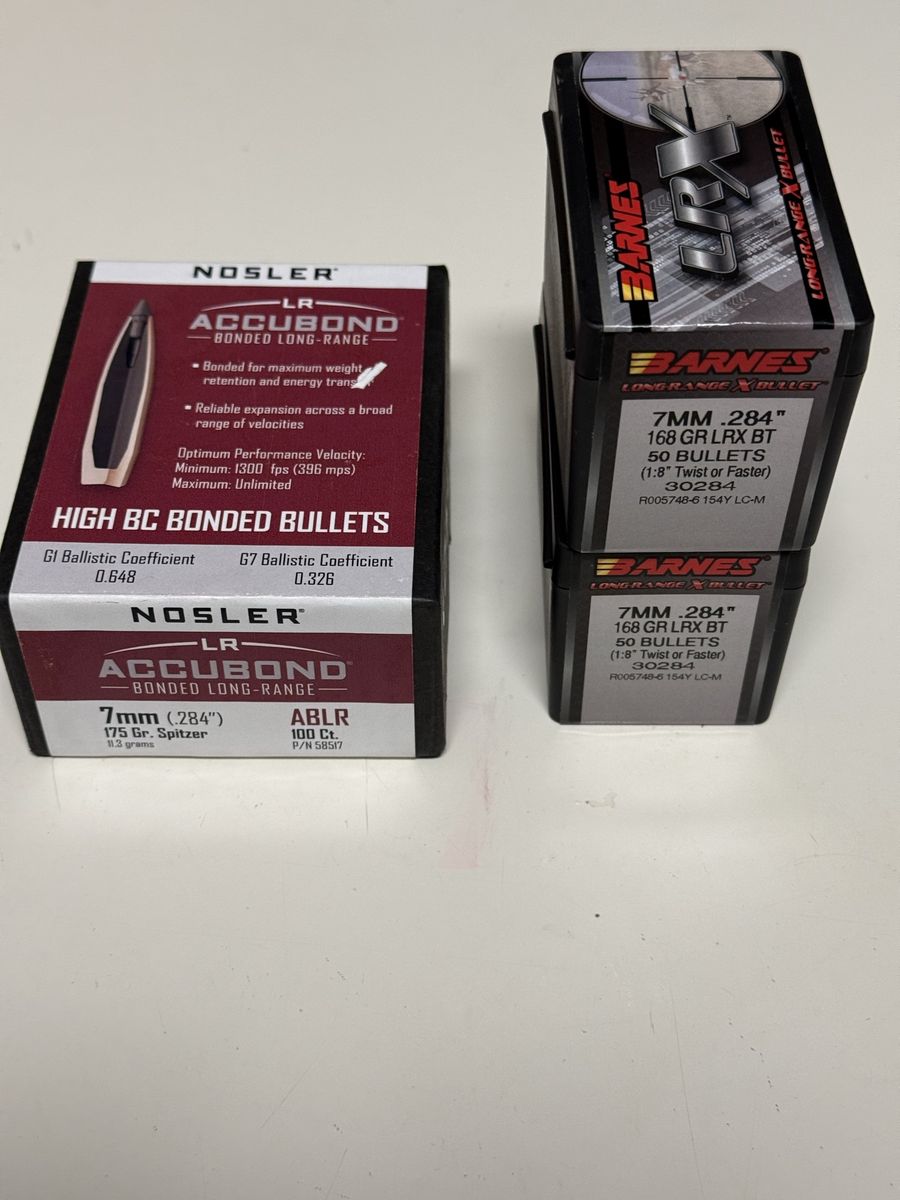 NOSLER®
LR
ACCUBOND®
BONDED LONG-RANGE
▪ Bonded for maximum weight
retention and energy
▪ Reliable expansion across a broad
range of velocities
Optimum Performance Velocity:
Minimum: 1300 fps (396 mps)
Maximum: Unlimited
HIGH BC BONDED BULLETS
G1 Ballistic Coefficient
0.648
G7 Ballistic Coefficient
0.326
NOSLER®
LR
ACCUBOND®
BONDED LONG-RANGE
7mm (.284")
175 Gr. Spitzer
11.3 grams
ABLR
100 Ct.
P/N 58517
BARNES®
LRX™
LONG-RANGE X BULLET
BARNES®
LONG-RANGE X BULLET™
7MM .284"
168 GR LRX BT
50 BULLETS
(1:8" Twist or Faster)
30284
R005748-6 154Y LC-M
BARNES®
LONG-RANGE X BULLET™
7MM .284"
168 GR LRX BT
50 BULLETS
(1:8" Twist or Faster)
30284
R005748-6 154Y LC-M